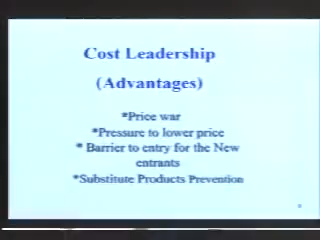 Cost Leadership
(Advantages)
*Price war
*Pressure to lower price
* Barrier to entry for the New
entrants
*Substitute Products Prevention